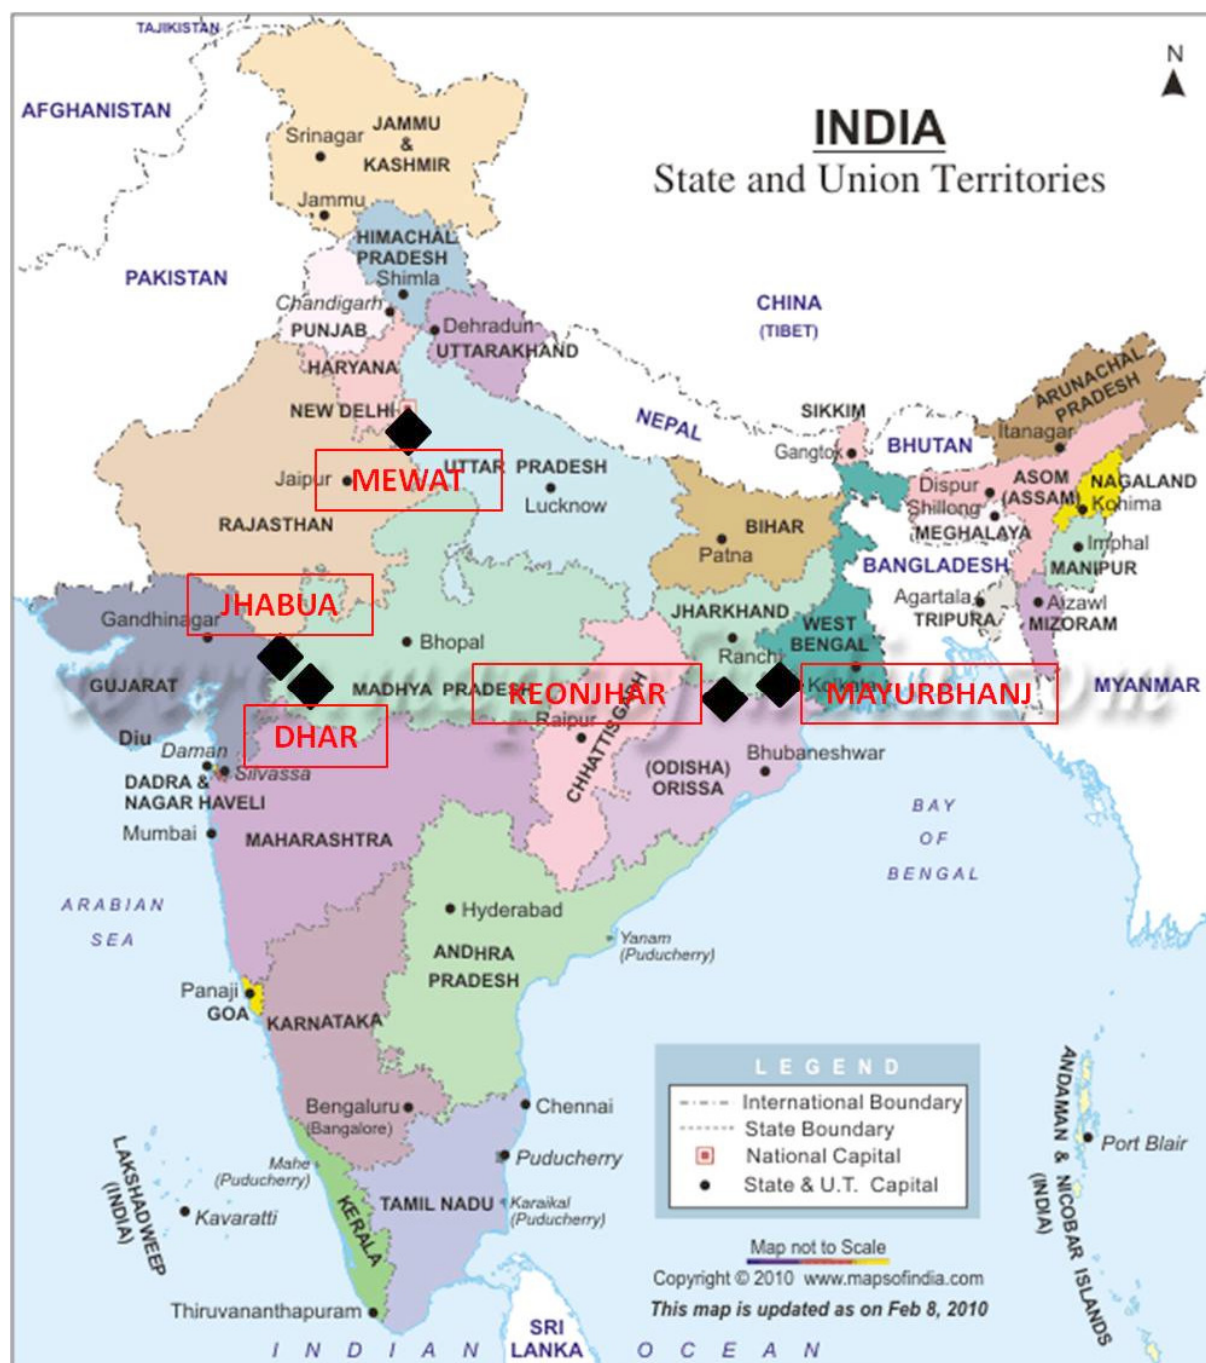 TAJIKISTAN
AFGHANISTAN
N
INDIA
State and Union Territories
JAMMU
&
KASHMIR
Srinagar
Jammu
HIMACHAL
PRADESH
Shimla
PAKISTAN
Chandigarh
PUNJAB
Dehradun
UTTARAKHAND
CHINA
(TIBET)
HARYANA
NEW DELHI
NEPAL
SIKKIM
Gangtok
BHUTAN
ARUNACHAL
PRADESH
Itanagar
MEWAT
UTTAR PRADESH
Lucknow
Jaipur
RAJASTHAN
BIHAR
Patna
Dispur
Shillong
MEGHALAYA
ASOM
(ASSAM)
NAGALAND
Kohima
Imphal
MANIPUR
BANGLADESH
JHABUA
Gandhinagar
GUJARAT
Bhopal
MADHYA PRADESH
JHARKHAND
Ranchi
WEST
BENGAL
Kolkata
Agartala
TRIPURA
Aizawl
MIZORAM
MYANMAR
KEONJHAR
MAYURBHANJ
DHAR
Raipur
CHHATTISGARH
Diu
Daman
Silvassa
DADRA &
NAGAR HAVELI
Mumbai
MAHARASHTRA
Bhubaneshwar
(ODISHA)
ORISSA
BAY
OF
BENGAL
ARABIAN
SEA
Hyderabad
ANDHRA
PRADESH
Yanam
(Puducherry)
Panaji
GOA
KARNATAKA
Bengaluru
(Bangalore)
Chennai
Mahe
(Puducherry)
Puducherry
TAMIL NADU
Karaikal
(Puducherry)
KERALA
LAKSHADWEEP
(INDIA)
Kavaratti
Thiruvananthapuram
LEGEND
International Boundary
State Boundary
National Capital
State & U.T. Capital
ANDAMAN & NICOBAR ISLANDS
(INDIA)
Port Blair
Map not to Scale
Copyright © 2010 www.mapsofindia.com
This map is updated as on Feb 8, 2010
SRI
LANKA
INDIAN OCEAN